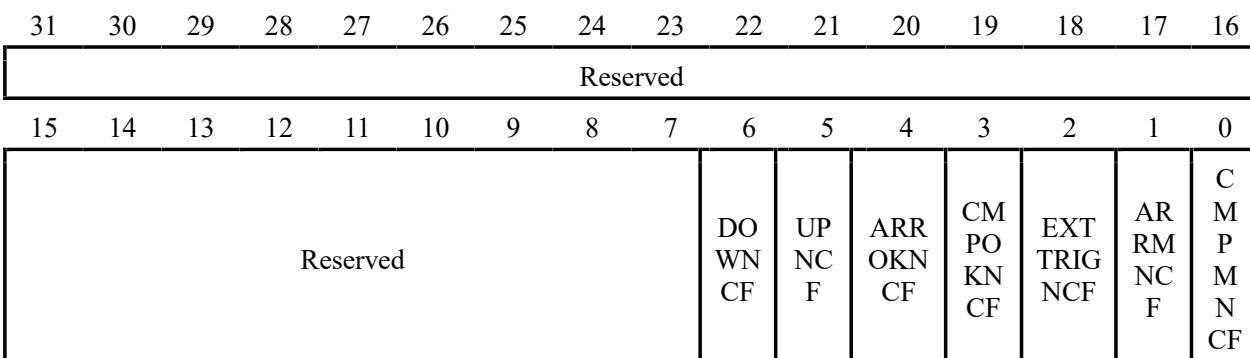 31 30 29 28 27 26 25 24 23 22 21 20 19 18 17 16
Reserved
15 14 13 12 11 10 9 8 7 6 5 4 3 2 1 0
Reserved
DO
WN
CF
UP
NC
F
ARR
OKN
CF
CM
PO
KN
CF
EXT
TRIG
NCF
AR
RM
NC
F
C
M
P
M
N
CF